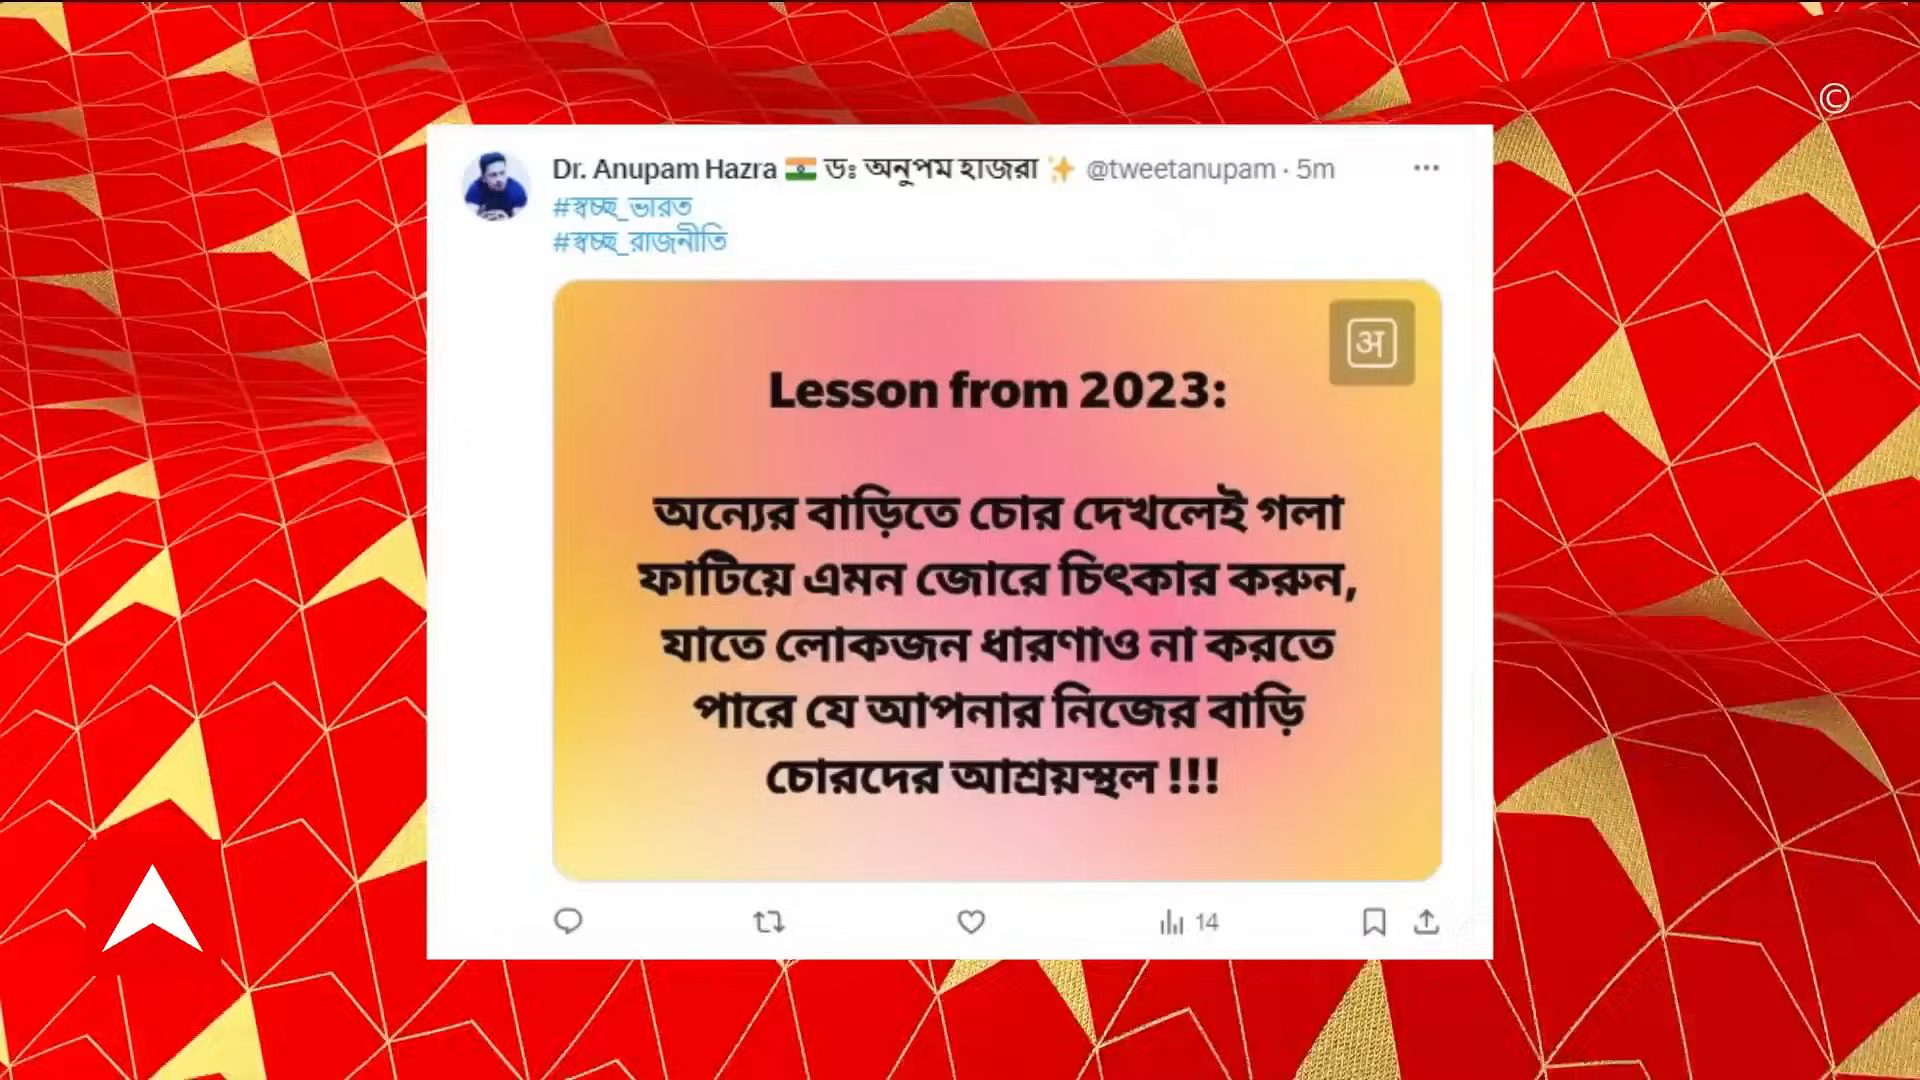 ©
Dr. Anupam Hazra 🇮🇳 ডঃ অনুপম হাজরা ✨ @tweetanupam · 5m
#স্বচ্ছ_ভারত
#স্বচ্ছ_রাজনীতি
अ
Lesson from 2023:
অন্যের বাড়িতে চোর দেখলেই গলা
ফাটিয়ে এমন জোরে চিৎকার করুন,
যাতে লোকজন ধারণাও না করতে
পারে যে আপনার নিজের বাড়ি
চোরদের আশ্রয়স্থল !!!
14